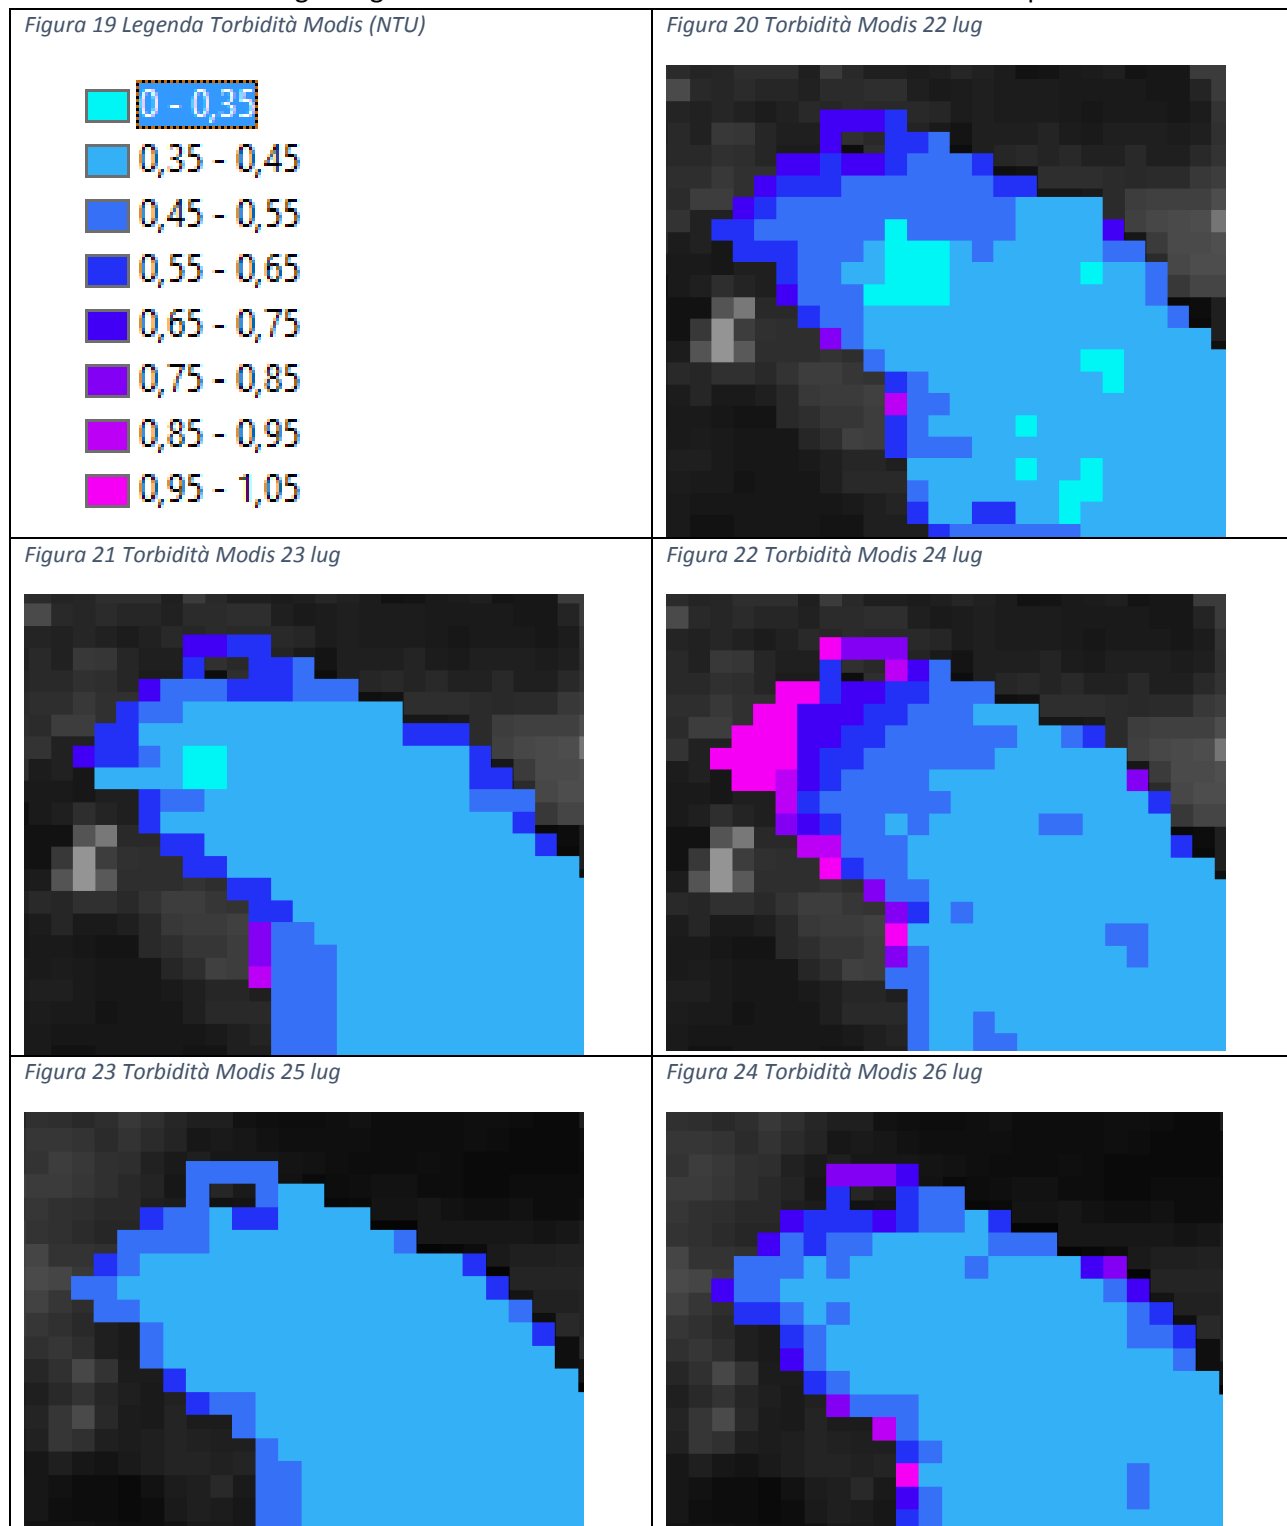 Figura 19 Legenda Torbidità Modis (NTU)
Figura 20 Torbidità Modis 22 lug
0 - 0,35
0,35 - 0,45
0,45 - 0,55
0,55 - 0,65
0,65 - 0,75
0,75 - 0,85
0,85 - 0,95
0,95 - 1,05
Figura 21 Torbidità Modis 23 lug
Figura 22 Torbidità Modis 24 lug
Figura 23 Torbidità Modis 25 lug
Figura 24 Torbidità Modis 26 lug